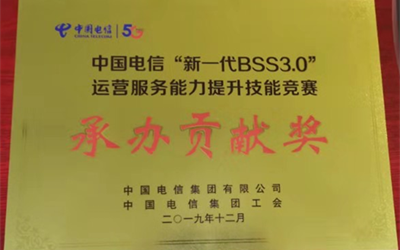 中国电信 5G
CHINA TELECOM
中国电信“新一代BSS3.0”
运营服务能力提升技能竞赛
承办贡献奖
中国电信集团有限公司
中国电信集团工会
二〇一九年十二月